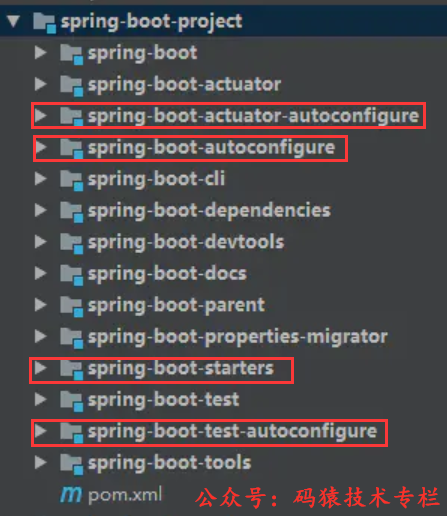 spring-boot-project
spring-boot
spring-boot-actuator
spring-boot-actuator-autoconfigure
spring-boot-autoconfigure
spring-boot-cli
spring-boot-dependencies
spring-boot-devtools
spring-boot-docs
spring-boot-parent
spring-boot-properties-migrator
spring-boot-starters
spring-boot-test
spring-boot-test-autoconfigure
spring-boot-tools
m pom.xml 公众号：码猿技术专栏